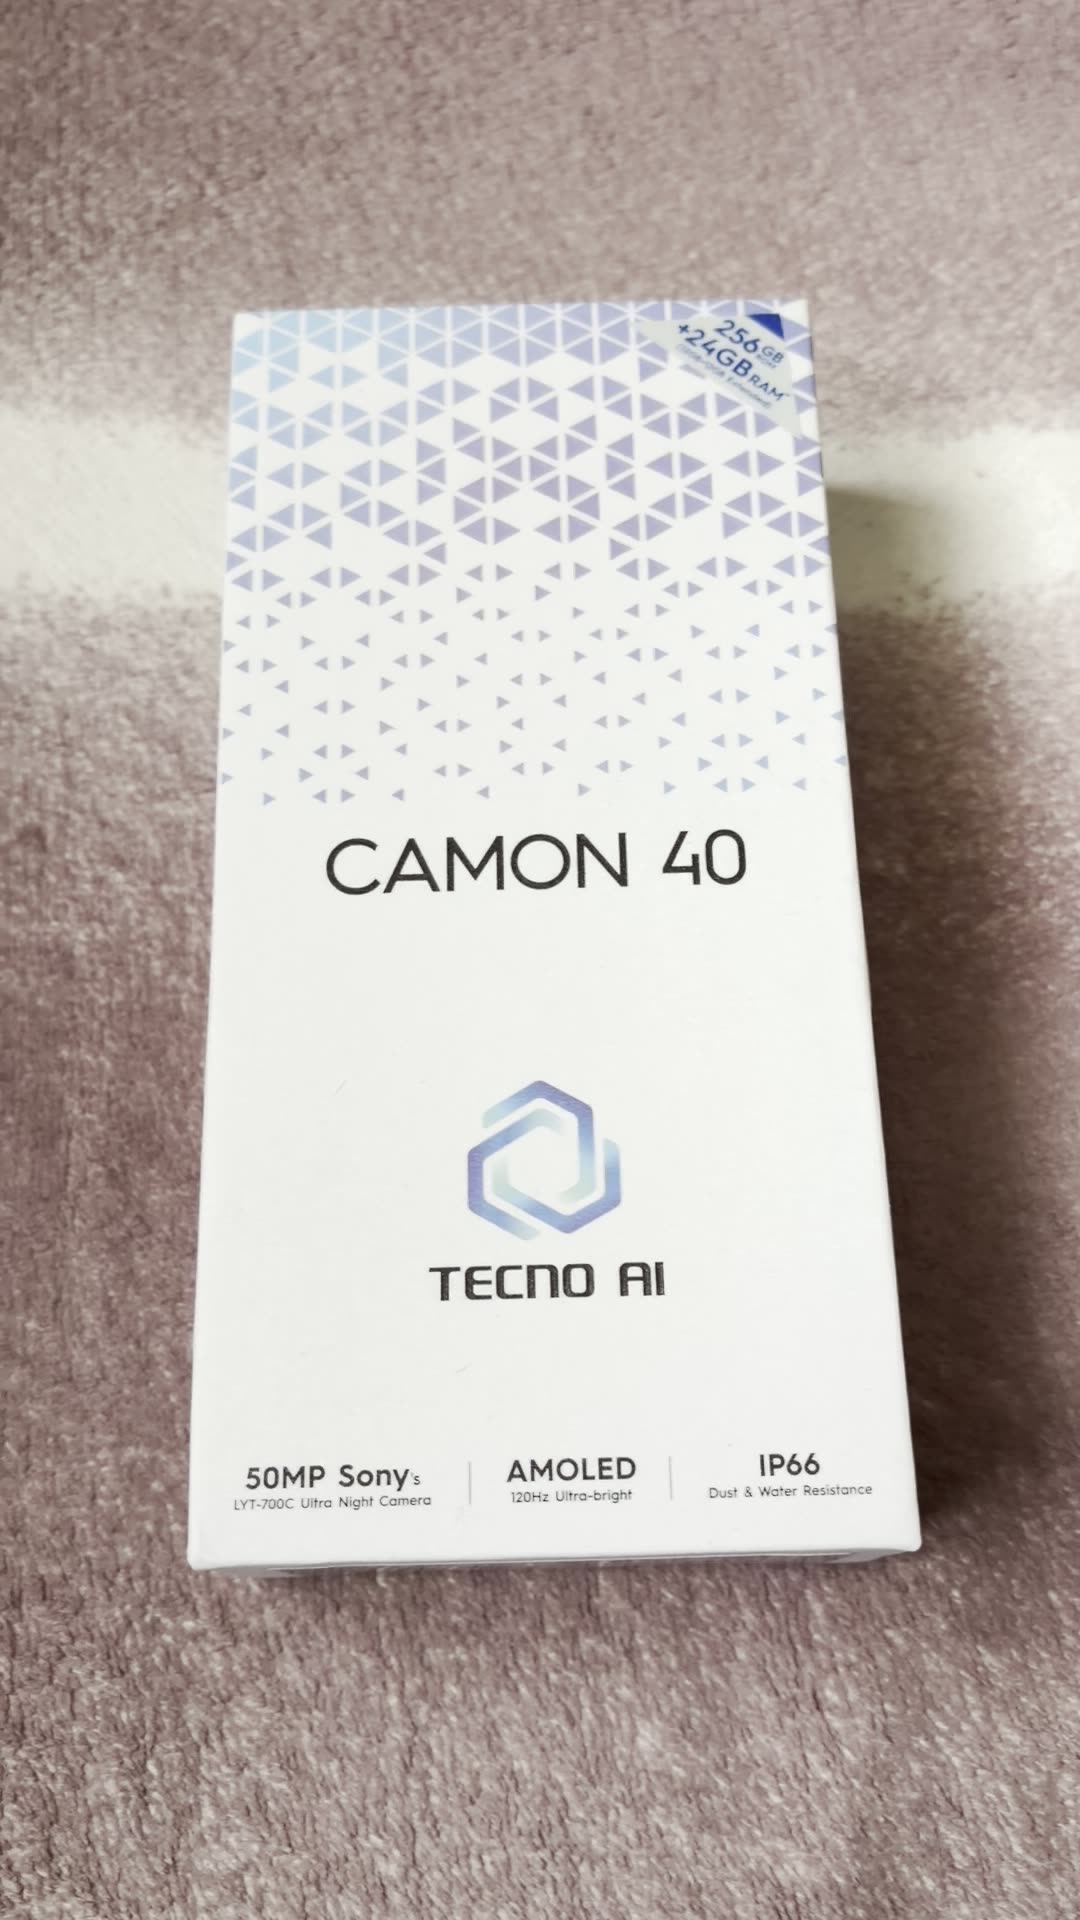 256GB
ROM
+24GB RAM
CAMON 40
TECNO AI
50MP Sony's
LYT-700C Ultra Night Camera
AMOLED
120Hz Ultra-bright
IP66
Dust & Water Resistance